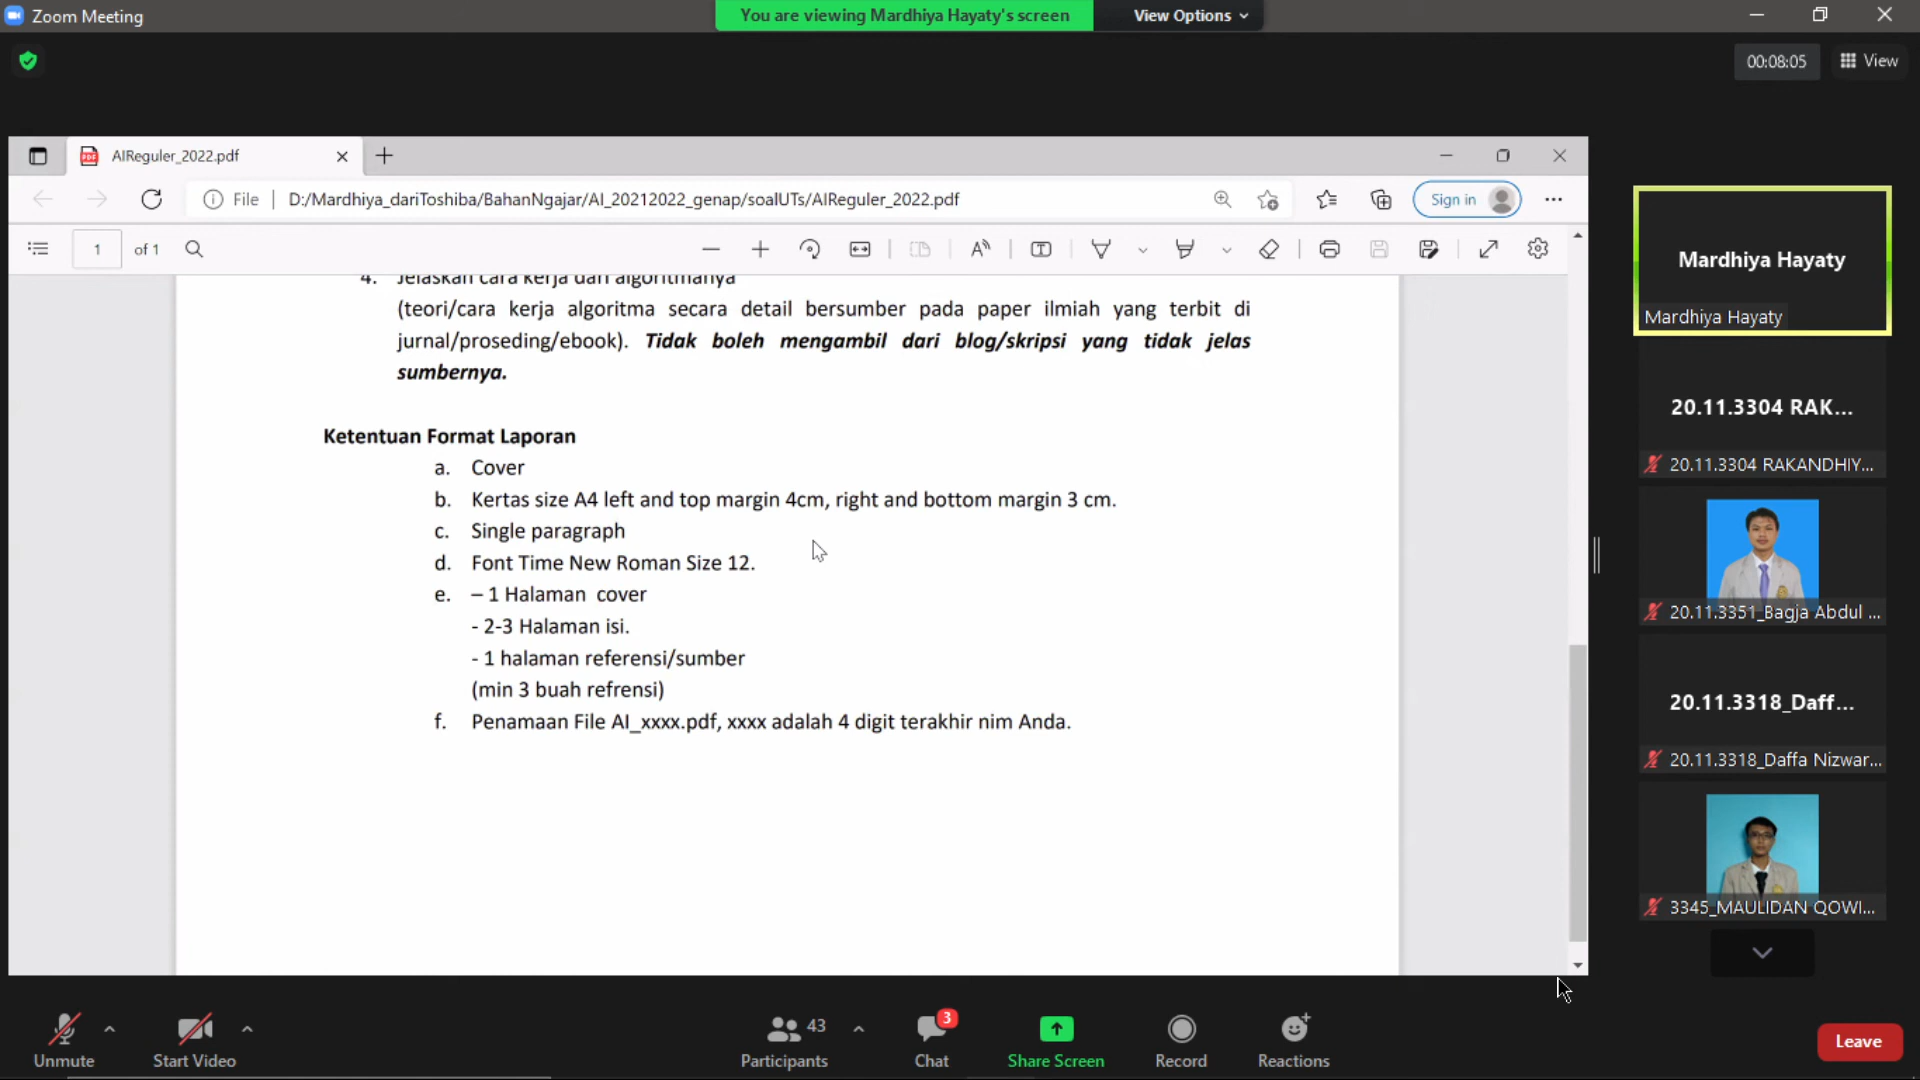 Zoom Meeting
You are viewing Mardhiya Hayaty's screen
View Options
00:08:05
View
AIReguler_2022.pdf
File
D:/Mardhiya_dariToshiba/BahanNgajar/AI_20212022_genap/soalUTs/AIReguler_2022.pdf
Sign in
1 of 1
4. Jelaskan cara kerja dari algoritmanya
(teori/cara kerja algoritma secara detail bersumber pada paper ilmiah yang terbit di
jurnal/proseding/ebook). Tidak boleh mengambil dari blog/skripsi yang tidak jelas
sumbernya.
Ketentuan Format Laporan
a. Cover
b. Kertas size A4 left and top margin 4cm, right and bottom margin 3 cm.
c. Single paragraph
d. Font Time New Roman Size 12.
e. – 1 Halaman cover
- 2-3 Halaman isi.
- 1 halaman referensi/sumber
(min 3 buah refrensi)
f. Penamaan File AI_xxxx.pdf, xxxx adalah 4 digit terakhir nim Anda.
Mardhiya Hayaty
Mardhiya Hayaty
20.11.3304 RAK...
20.11.3304 RAKANDHIY...
20.11.3351_Bagja Abdul ...
20.11.3318_Daff...
20.11.3318_Daffa Nizwar...
3345_MAULIDAN QOWI...
Unmute
Start Video
43
Participants
3
Chat
Share Screen
Record
Reactions
Leave